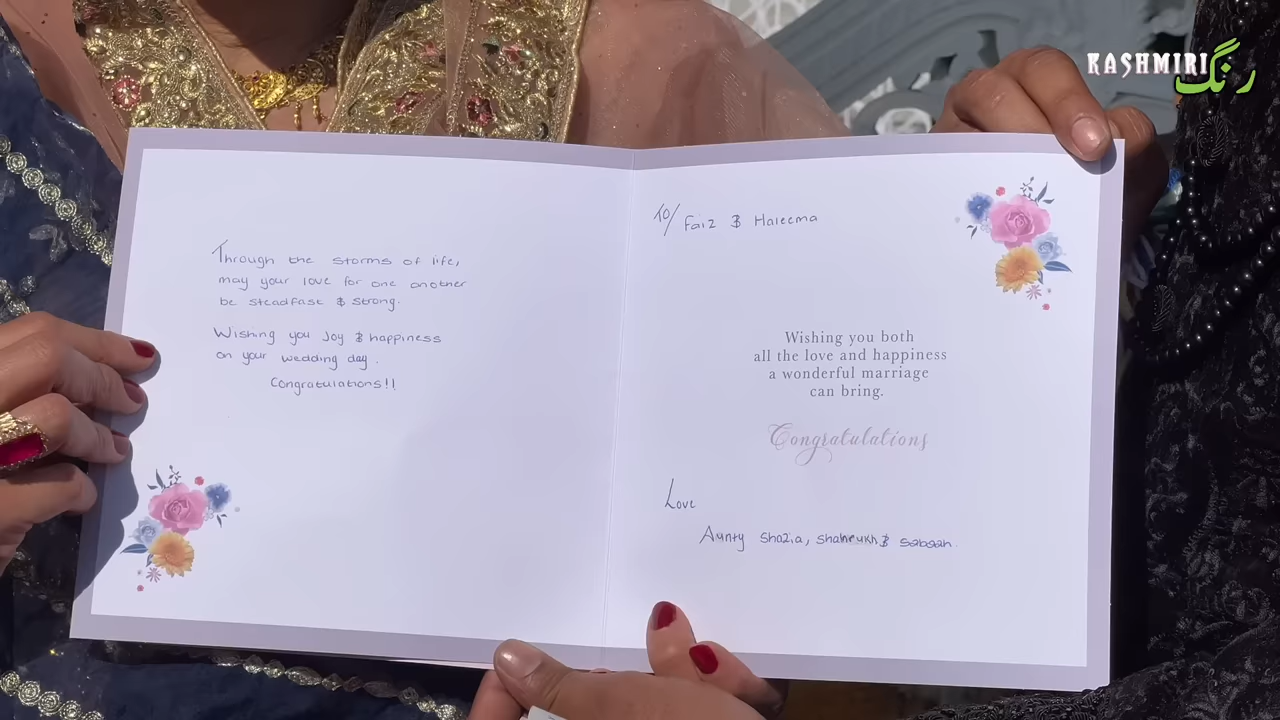 KASHMIRI رنگ
Through the storms of life,
may your love for one another
be steadfast & strong.
Wishing you Joy & happiness
on your wedding day.
Congratulations!!
TO/ Faiz & Haleema
Wishing you both
all the love and happiness
a wonderful marriage
can bring.
Congratulations
Love
Aunty Shazia, Shahrukh & Sabaah.